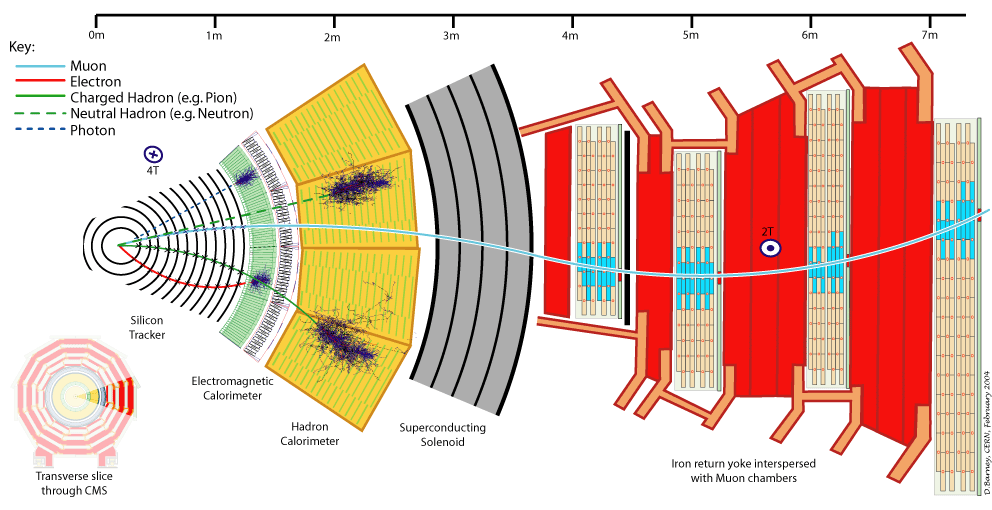 0m 1m 2m 3m 4m 5m 6m 7m
Key:
Muon
Electron
Charged Hadron (e.g. Pion)
Neutral Hadron (e.g. Neutron)
Photon
4T
2T
Silicon
Tracker
Electromagnetic
Calorimeter
Hadron
Calorimeter
Superconducting
Solenoid
Iron return yoke interspersed
with Muon chambers
Transverse slice
through CMS
D.Barney, CERN, February 2004